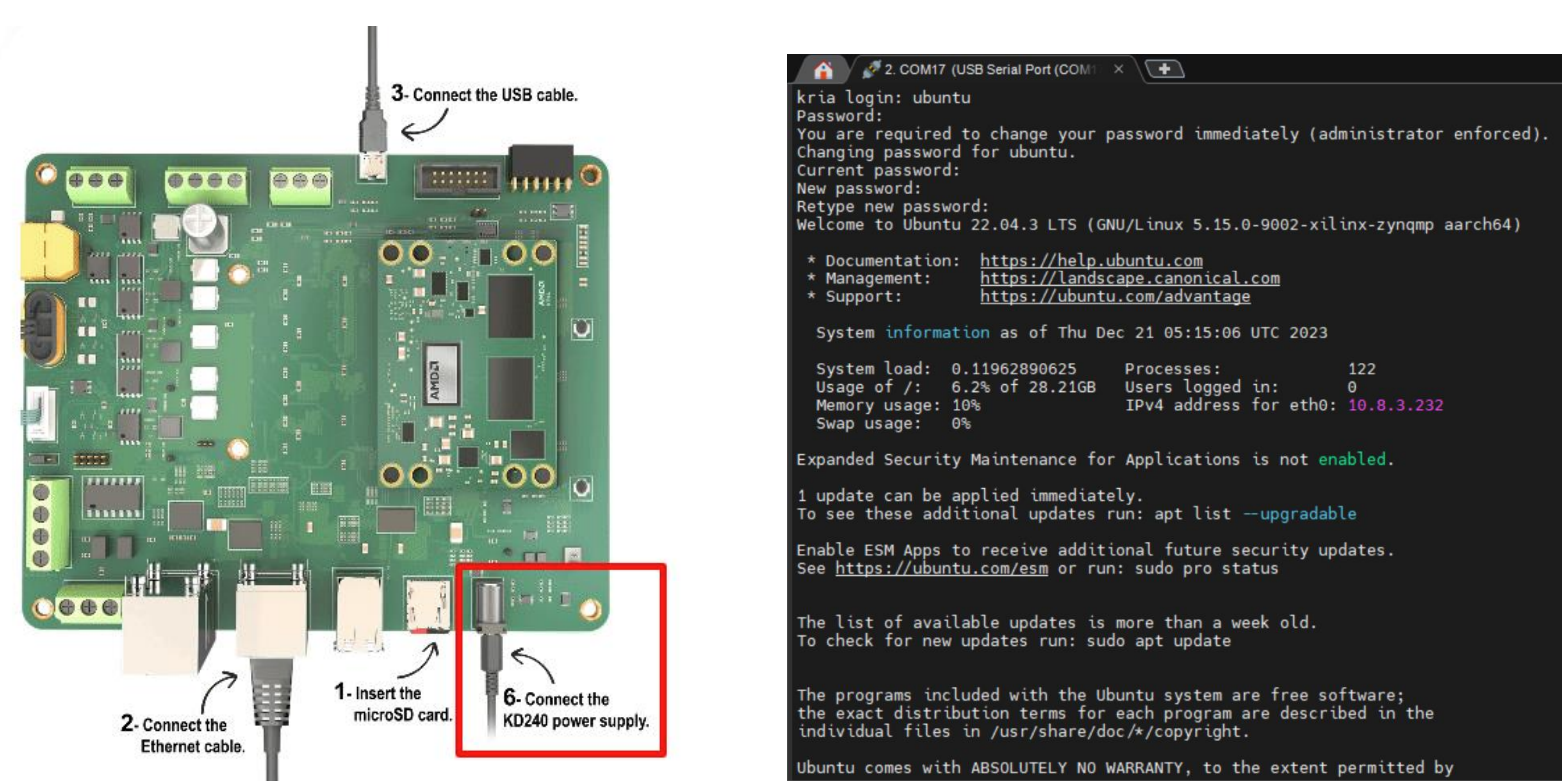 3- Connect the USB cable.
AMD
AMD
1- Insert the
microSD card.
2- Connect the
Ethernet cable.
6- Connect the
KD240 power supply.
2. COM17 (USB Serial Port (COM1
kria login: ubuntu
Password:
You are required to change your password immediately (administrator enforced).
Changing password for ubuntu.
Current password:
New password:
Retype new password:
Welcome to Ubuntu 22.04.3 LTS (GNU/Linux 5.15.0-9002-xilinx-zynqmp aarch64)
* Documentation: https://help.ubuntu.com
* Management: https://landscape.canonical.com
* Support: https://ubuntu.com/advantage
System information as of Thu Dec 21 05:15:06 UTC 2023
System load: 0.11962890625 Processes: 122
Usage of /: 6.2% of 28.21GB Users logged in: 0
Memory usage: 10% IPv4 address for eth0: 10.8.3.232
Swap usage: 0%
Expanded Security Maintenance for Applications is not enabled.
1 update can be applied immediately.
To see these additional updates run: apt list --upgradable
Enable ESM Apps to receive additional future security updates.
See https://ubuntu.com/esm or run: sudo pro status
The list of available updates is more than a week old.
To check for new updates run: sudo apt update
The programs included with the Ubuntu system are free software;
the exact distribution terms for each program are described in the
individual files in /usr/share/doc/*/copyright.
Ubuntu comes with ABSOLUTELY NO WARRANTY, to the extent permitted by